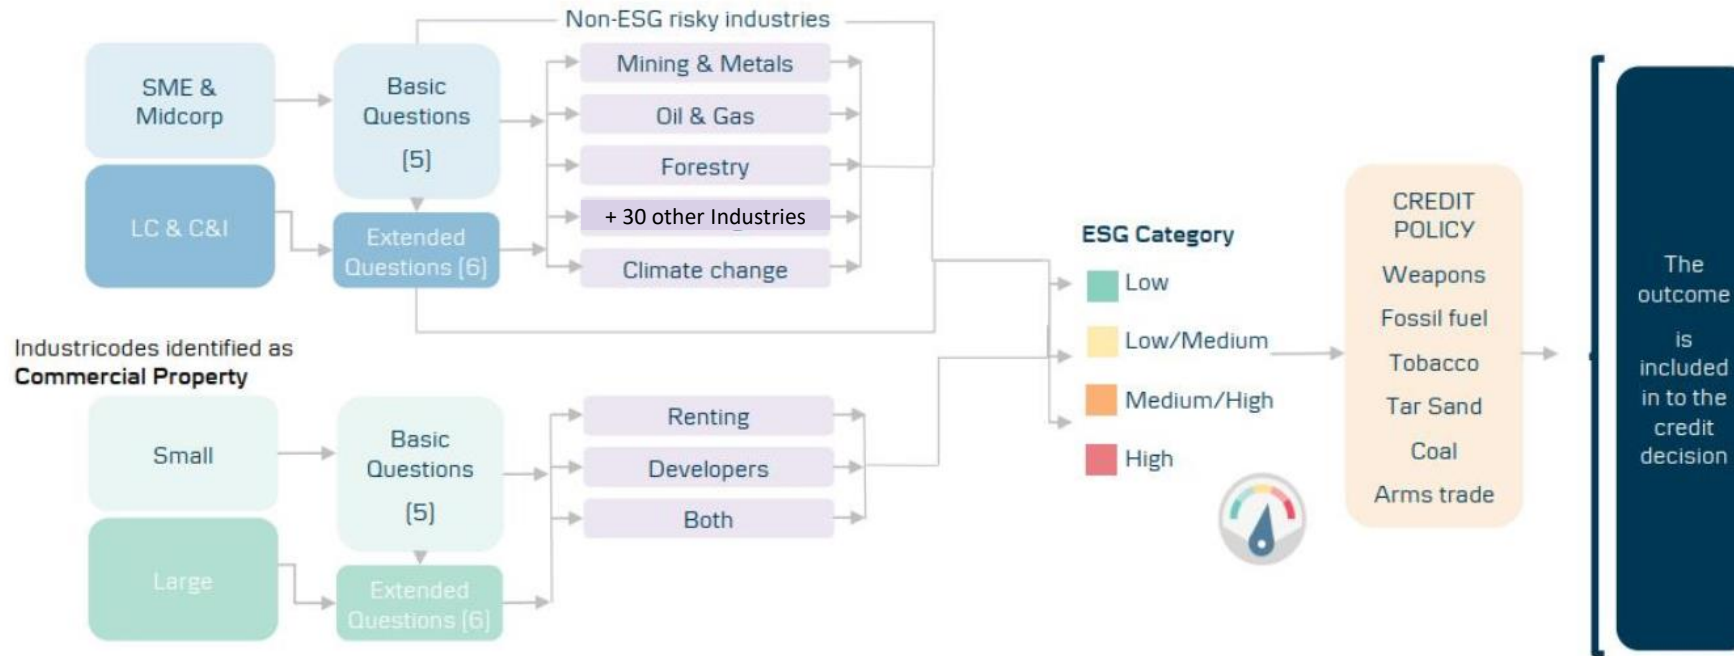 Non-ESG risky industries
SME &
Midcorp
Basic
Questions
(5)
LC & C&I
Extended
Questions (6)
Mining & Metals
Oil & Gas
Forestry
+ 30 other Industries
Climate change
Industricodes identified as
Commercial Property
Small
Basic
Questions
(5)
Large
Extended
Questions (6)
Renting
Developers
Both
ESG Category
Low
Low/Medium
Medium/High
High
CREDIT
POLICY
Weapons
Fossil fuel
Tobacco
Tar Sand
Coal
Arms trade
The
outcome
is
included
in to the
credit
decision